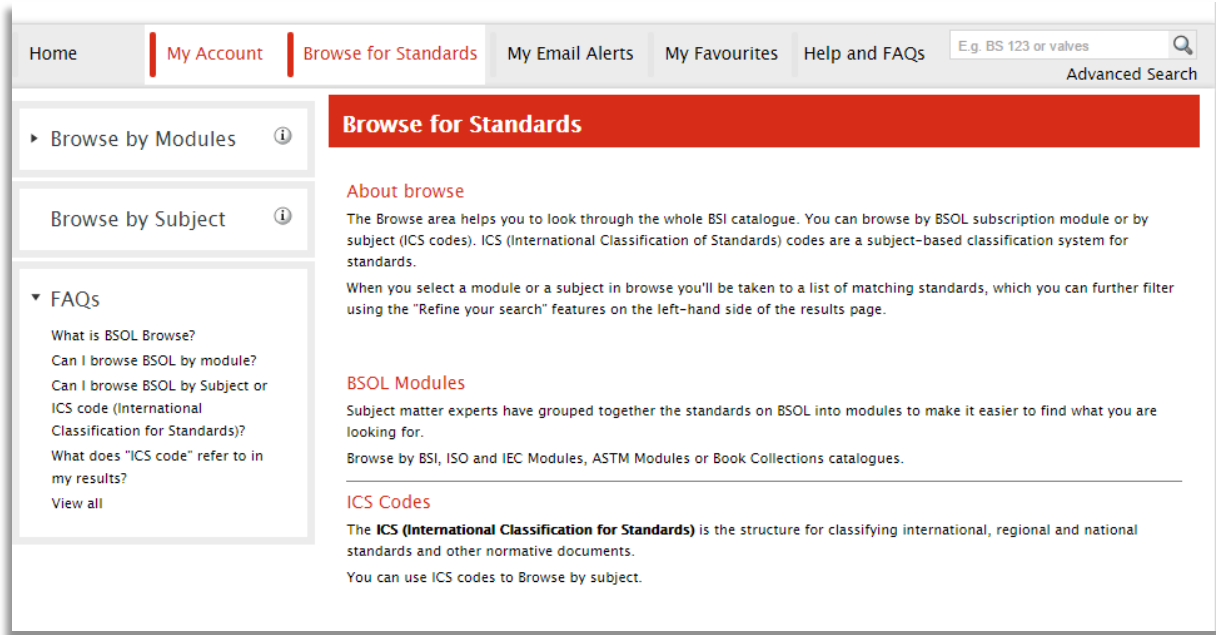 Home
My Account
Browse for Standards
My Email Alerts
My Favourites
Help and FAQs
E.g. BS 123 or valves
Advanced Search
Browse by Modules
Browse by Subject
FAQs
What is BSOL Browse?
Can I browse BSOL by module?
Can I browse BSOL by Subject or
ICS code (International
Classification for Standards)?
What does "ICS code" refer to in
my results?
View all
Browse for Standards
About browse
The Browse area helps you to look through the whole BSI catalogue. You can browse by BSOL subscription module or by
subject (ICS codes). ICS (International Classification of Standards) codes are a subject-based classification system for
standards.
When you select a module or a subject in browse you'll be taken to a list of matching standards, which you can further filter
using the "Refine your search" features on the left-hand side of the results page.
BSOL Modules
Subject matter experts have grouped together the standards on BSOL into modules to make it easier to find what you are
looking for.
Browse by BSI, ISO and IEC Modules, ASTM Modules or Book Collections catalogues.
ICS Codes
The ICS (International Classification for Standards) is the structure for classifying international, regional and national
standards and other normative documents.
You can use ICS codes to Browse by subject.